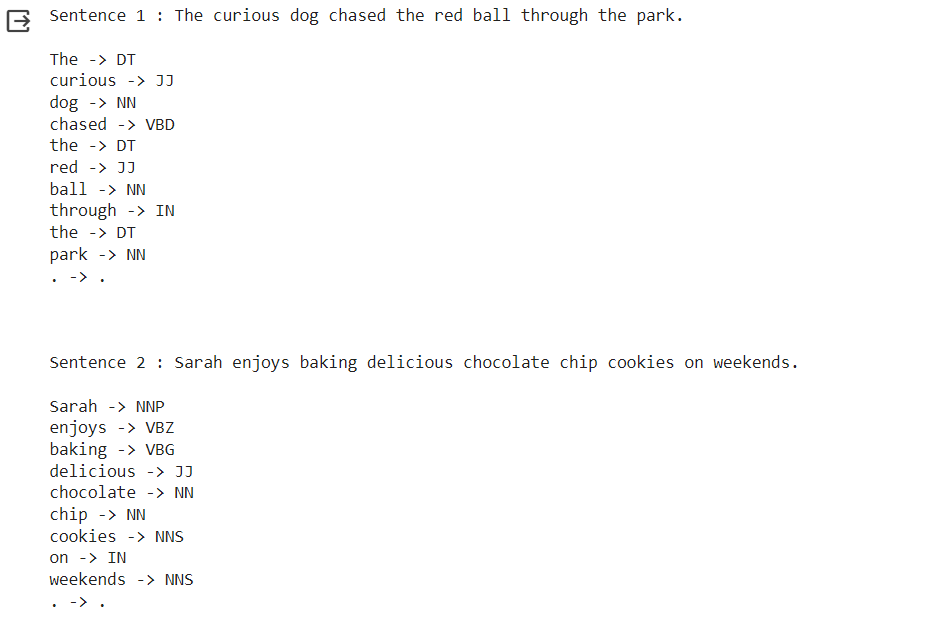 Sentence 1 : The curious dog chased the red ball through the park.
The -> DT
curious -> JJ
dog -> NN
chased -> VBD
the -> DT
red -> JJ
ball -> NN
through -> IN
the -> DT
park -> NN
. -> .
Sentence 2 : Sarah enjoys baking delicious chocolate chip cookies on weekends.
Sarah -> NNP
enjoys -> VBZ
baking -> VBG
delicious -> JJ
chocolate -> NN
chip -> NN
cookies -> NNS
on -> IN
weekends -> NNS
. -> .